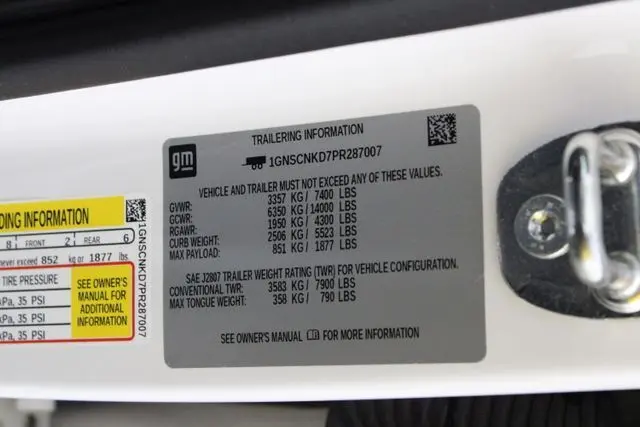 TRAILERING INFORMATION
gm
1GNSCNKD7PR287007
VEHICLE AND TRAILER MUST NOT EXCEED ANY OF THESE VALUES.
GVWR: 3357 KG / 7400 LBS
GCWR: 6350 KG / 14000 LBS
RGAWR: 1950 KG / 4300 LBS
CURB WEIGHT: 2506 KG / 5523 LBS
MAX PAYLOAD: 851 KG / 1877 LBS
SAE J2807 TRAILER WEIGHT RATING (TWR) FOR VEHICLE CONFIGURATION.
CONVENTIONAL TWR: 3583 KG / 7900 LBS
MAX TONGUE WEIGHT: 358 KG / 790 LBS
SEE OWNER'S MANUAL FOR MORE INFORMATION
DING INFORMATION
8 FRONT 2 REAR 6
never exceed 852 kg or 1877 lbs
TIRE PRESSURE
kPa, 35 PSI
kPa, 35 PSI
kPa, 35 PSI
SEE OWNER'S
MANUAL FOR
ADDITIONAL
INFORMATION
1GNSCNKD7PR287007